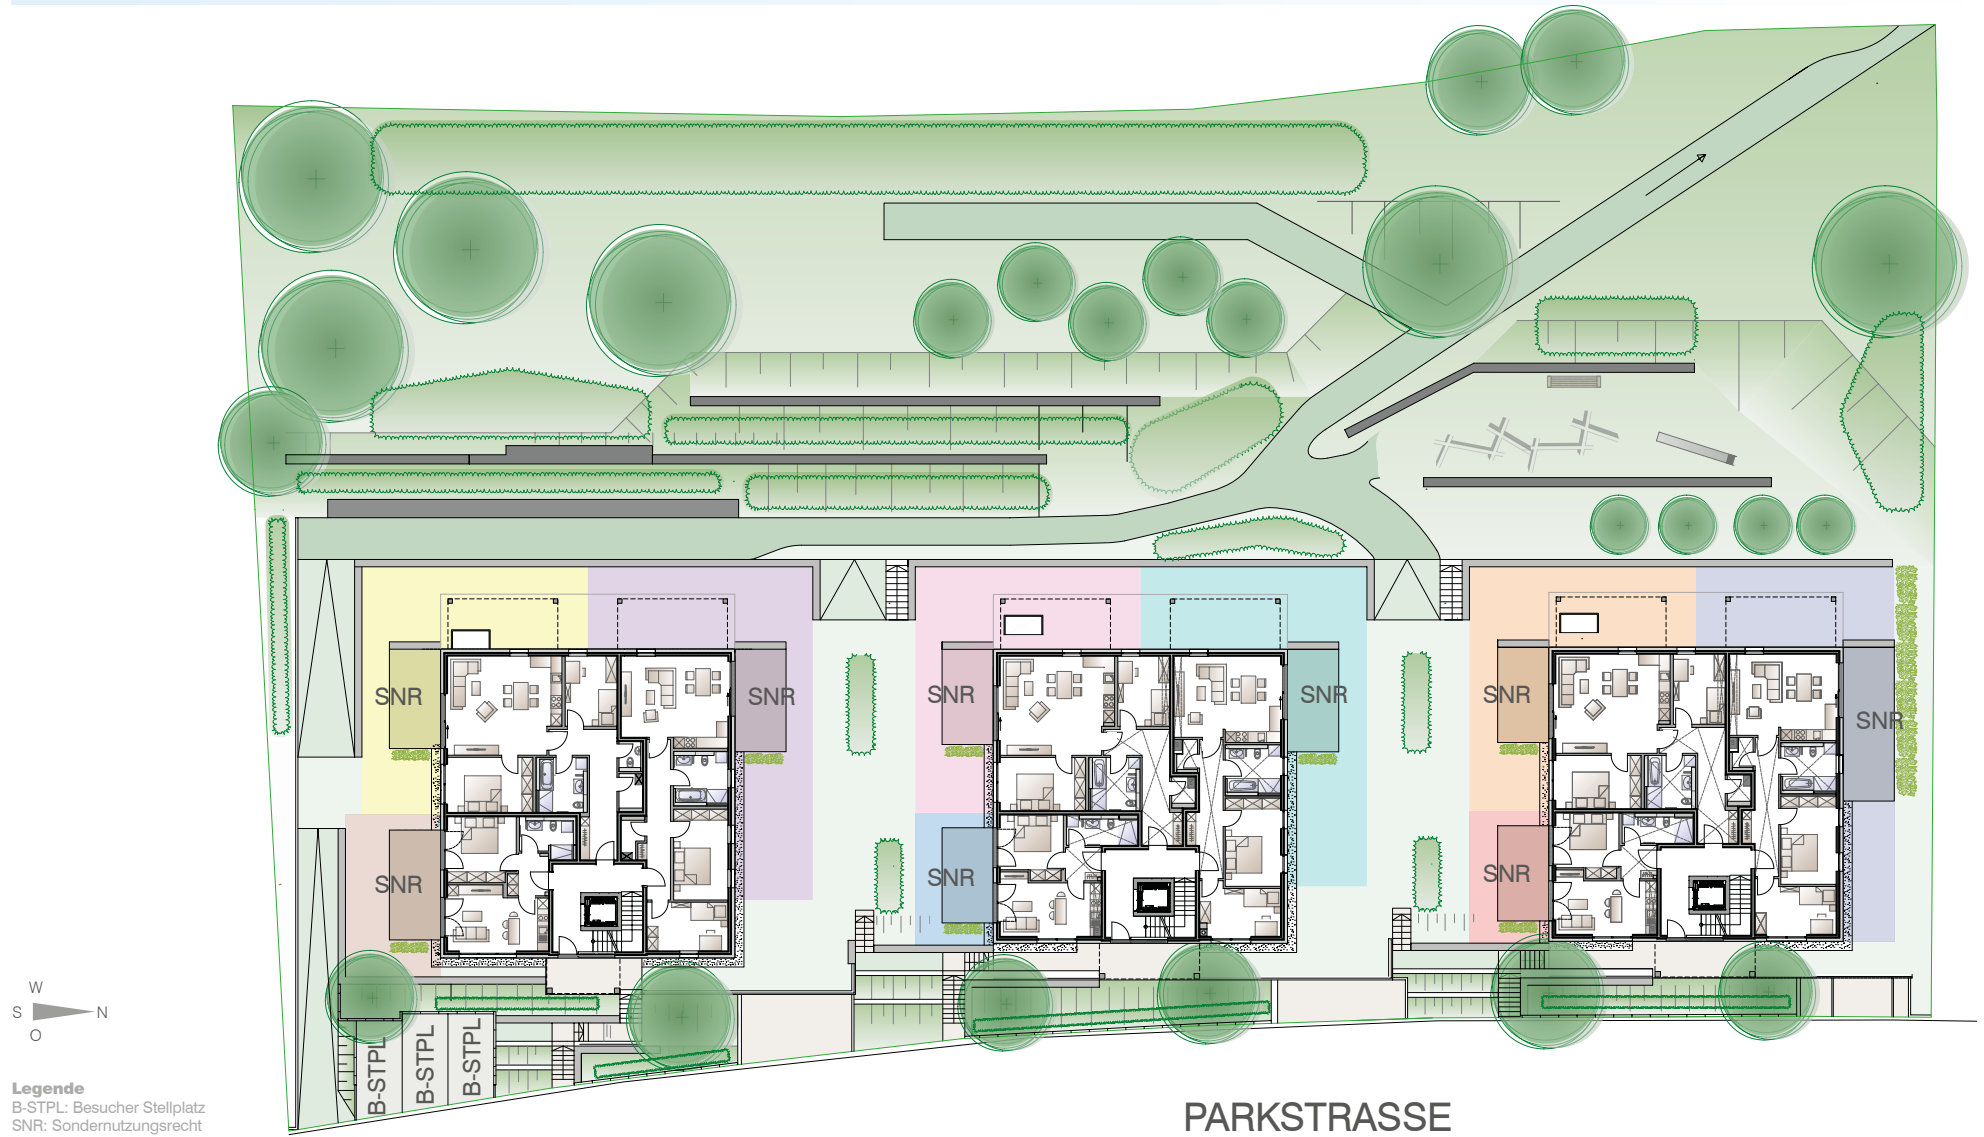 SNR
SNR
SNR
SNR
SNR
SNR
SNR
SNR
SNR
W
S
N
O
B-STPL
B-STPL
B-STPL
Legende
B-STPL: Besucher Stellplatz
SNR: Sondernutzungsrecht
PARKSTRASSE